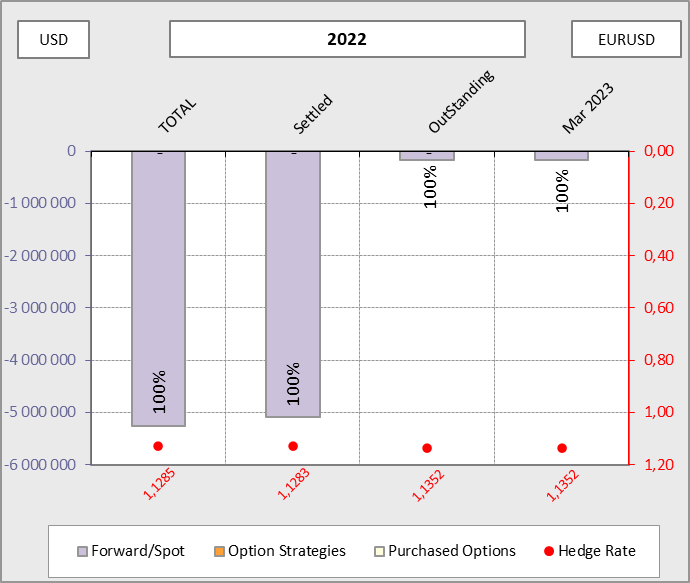 USD
2022
EURUSD
TOTAL
Settled
OutStanding
Mar 2023
0
-1 000 000
-2 000 000
-3 000 000
-4 000 000
-5 000 000
-6 000 000
0,00
0,20
0,40
0,60
0,80
1,00
1,20
100%
100%
100%
100%
1,1285
1,1283
1,1352
1,1352
Forward/Spot
Option Strategies
Purchased Options
Hedge Rate